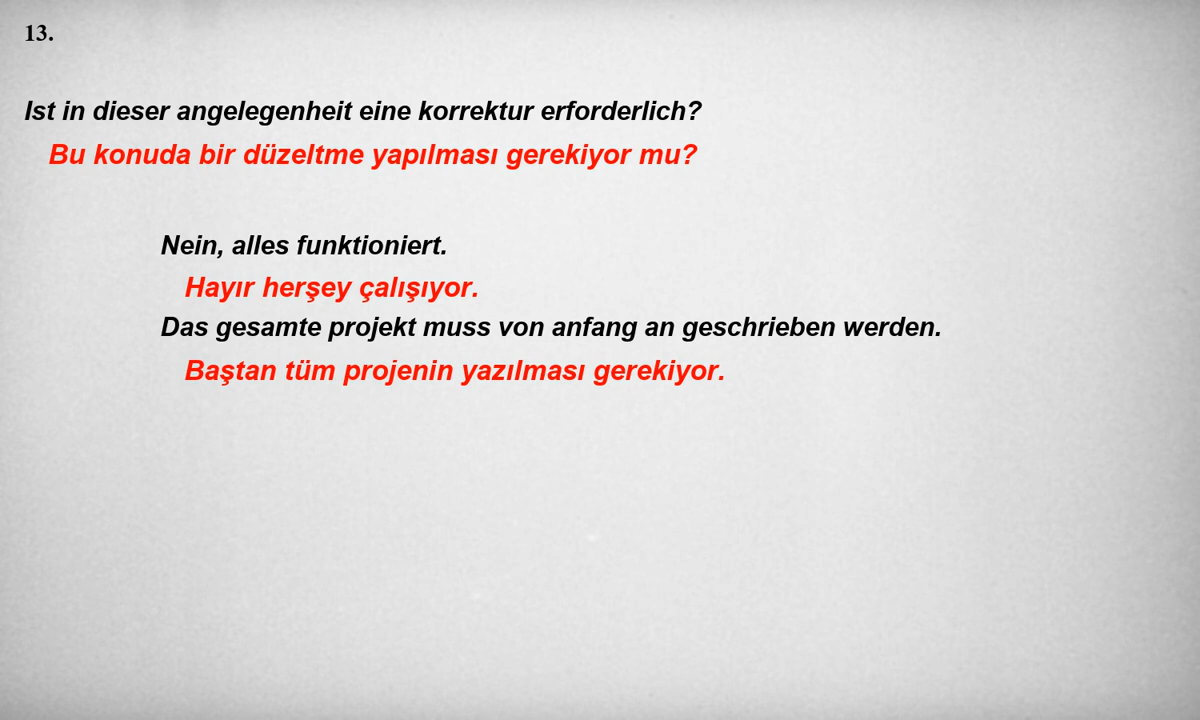 13.
Ist in dieser angelegenheit eine korrektur erforderlich?
Bu konuda bir düzeltme yapılması gerekiyor mu?
Nein, alles funktioniert.
Hayır herşey çalışıyor.
Das gesamte projekt muss von anfang an geschrieben werden.
Baştan tüm projenin yazılması gerekiyor.